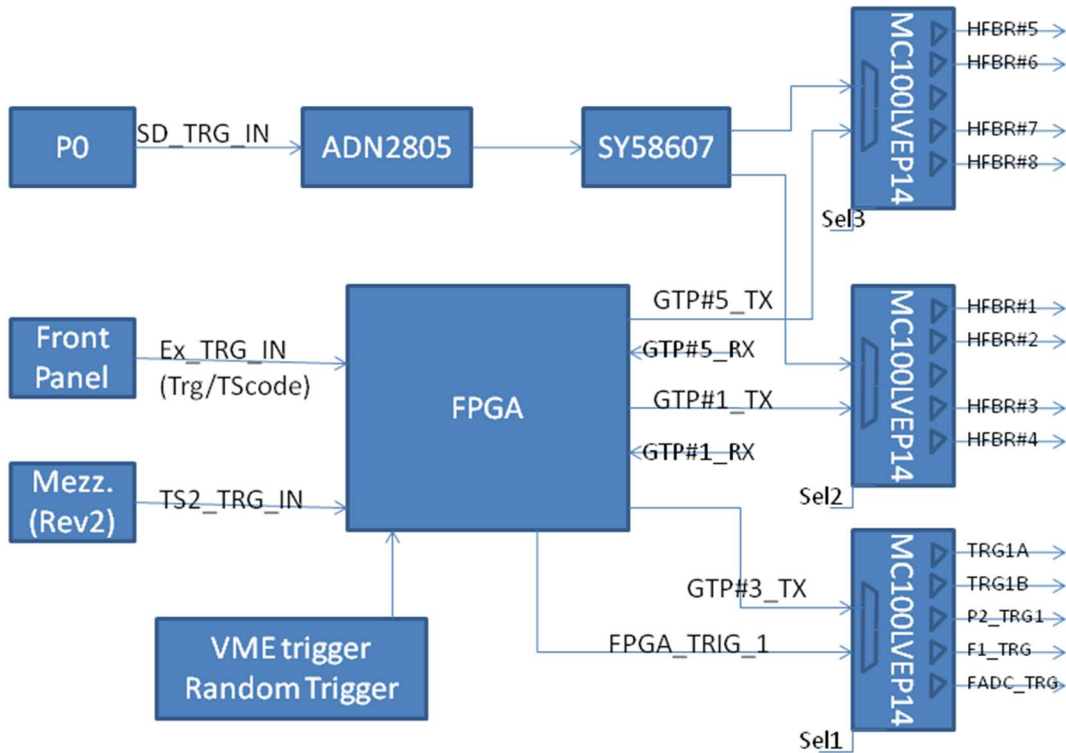 HFBR#5
HFBR#6
MC100LVEP14
HFBR#7
HFBR#8
P0
SD_TRG_IN
ADN2805
SY58607
Sel3
GTP#5_TX
HFBR#1
HFBR#2
Front
Panel
Ex_TRG_IN
(Trg/TScode)
GTP#5_RX
FPGA
GTP#1_TX
MC100LVEP14
HFBR#3
HFBR#4
GTP#1_RX
Mezz.
(Rev2)
TS2_TRG_IN
Sel2
TRG1A
TRG1B
GTP#3_TX
MC100LVEP14
P2_TRG1
VME trigger
Random Trigger
FPGA_TRIG_1
F1_TRG
FADC_TRG
Sel1